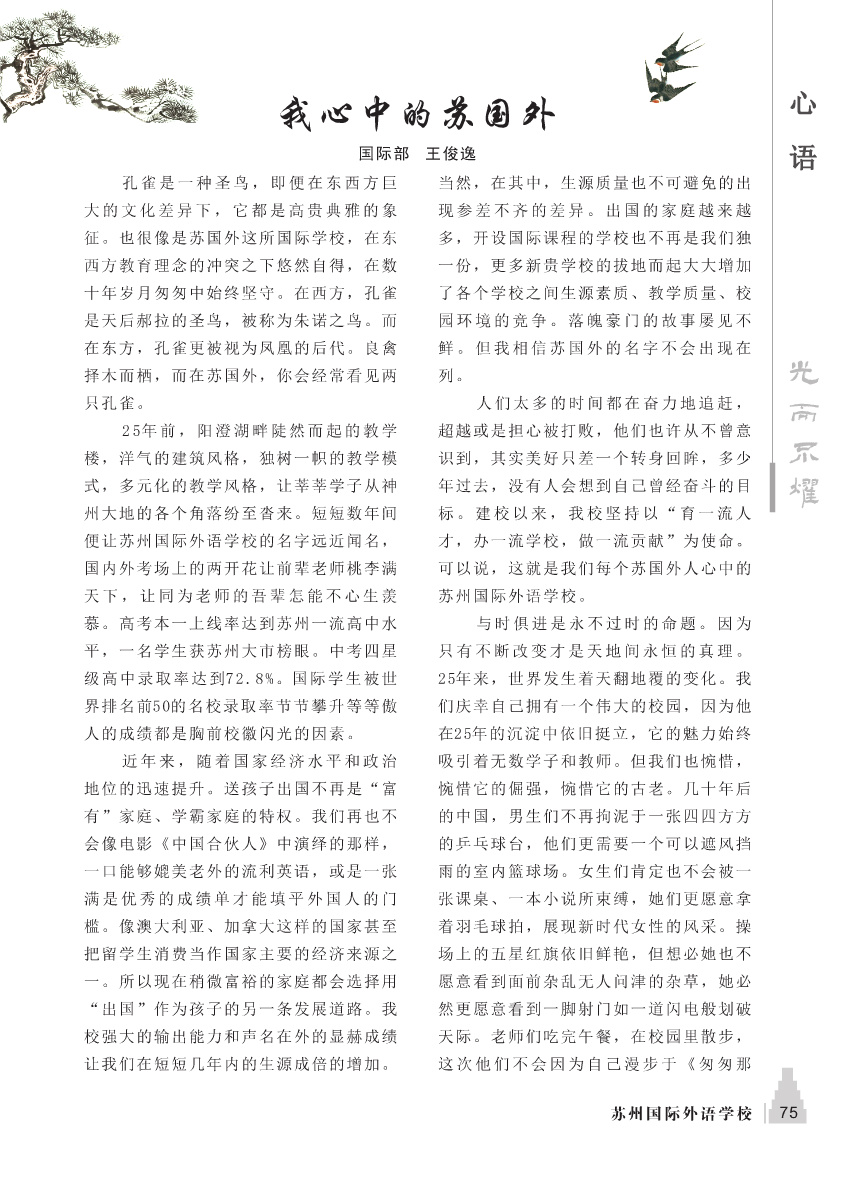 我心中的苏国外
国际部 王俊逸
孔雀是一种圣鸟，即便在东西方巨
大的文化差异下，它都是高贵典雅的象
征。也很像是苏国外这所国际学校，在东
西方教育理念的冲突之下悠然自得，在数
十年岁月匆匆中始终坚守。在西方，孔雀
是天后郝拉的圣鸟，被称为朱诺之鸟。而
在东方，孔雀更被视为凤凰的后代。良禽
择木而栖，而在苏国外，你会经常看见两
只孔雀。
25年前，阳澄湖畔陡然而起的教学
楼，洋气的建筑风格，独树一帜的教学模
式，多元化的教学风格，让莘莘学子从神
州大地的各个角落纷至沓来。短短数年间
便让苏州国际外语学校的名字远近闻名，
国内外考场上的两开花让前辈老师桃李满
天下，让同为老师的吾辈怎能不心生羡
慕。高考本一上线率达到苏州一流高中水
平，一名学生获苏州大市榜眼。中考四星
级高中录取率达到72.8%。国际学生被世
界排名前50的名校录取率节节攀升等等傲
人的成绩都是胸前校徽闪光的因素。
近年来，随着国家经济水平和政治
地位的迅速提升。送孩子出国不再是“富
有”家庭、学霸家庭的特权。我们再也不
会像电影《中国合伙人》中演绎的那样，
一口能够媲美老外的流利英语，或是一张
满是优秀的成绩单才能填平外国人的门
槛。像澳大利亚、加拿大这样的国家甚至
把留学生消费当作国家主要的经济来源之
一。所以现在稍微富裕的家庭都会选择用
“出国”作为孩子的另一条发展道路。我
校强大的输出能力和声名在外的显赫成绩
让我们在短短几年内的生源成倍的增加。
当然，在其中，生源质量也不可避免的出
现参差不齐的差异。出国的家庭越来越
多，开设国际课程的学校也不再是我们独
一份，更多新贵学校的拔地而起大大增加
了各个学校之间生源素质、教学质量、校
园环境的竞争。落魄豪门的故事屡见不
鲜。但我相信苏国外的名字不会出现在
列。
人们太多的时间都在奋力地追赶，
超越或是担心被打败，他们也许从不曾意
识到，其实美好只差一个转身回眸，多少
年过去，没有人会想到自己曾经奋斗的目
标。建校以来，我校坚持以“育一流人
才，办一流学校，做一流贡献”为使命。
可以说，这就是我们每个苏国外人心中的
苏州国际外语学校。
与时俱进是永不过时的命题。因为
只有不断改变才是天地间永恒的真理。
25年来，世界发生着天翻地覆的变化。我
们庆幸自己拥有一个伟大的校园，因为他
在25年的沉淀中依旧挺立，它的魅力始终
吸引着无数学子和教师。但我们也惋惜，
惋惜它的倔强，惋惜它的古老。几十年后
的中国，男生们不再拘泥于一张四四方方
的乒乓球台，他们更需要一个可以遮风挡
雨的室内篮球场。女生们肯定也不会被一
张课桌、一本小说所束缚，她们更愿意拿
着羽毛球拍，展现新时代女性的风采。操
场上的五星红旗依旧鲜艳，但想必她也不
愿意看到面前杂乱无人问津的杂草，她必
然更愿意看到一脚射门如一道闪电般划破
天际。老师们吃完午餐，在校园里散步，
这次他们不会因为自己漫步于《匆匆那
心语
光而不耀
苏州国际外语学校 75